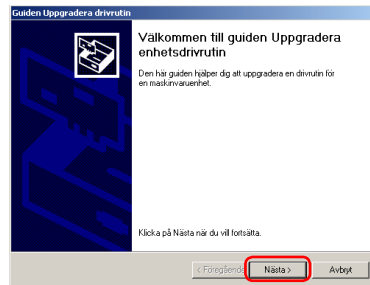 Guiden Uppgradera drivrutin
Välkommen till guiden Uppgradera
enhetsdrivrutin
Den här guiden hjälper dig att uppgradera en drivrutin för
en maskinvaruenhet.
Klicka på Nästa när du vill fortsätta.
< Föregående Nästa > Avbryt